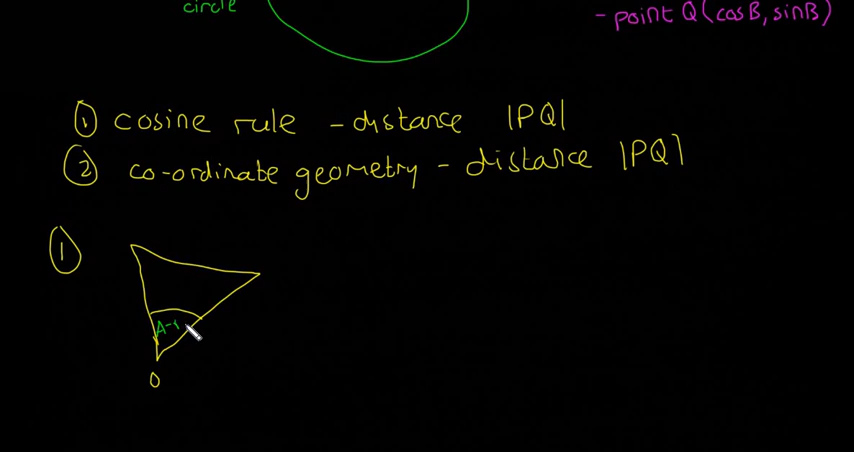 circle
- point Q(cosB, sinB)
① cosine rule - distance |PQ|
② co-ordinate geometry - distance |PQ|
①
O